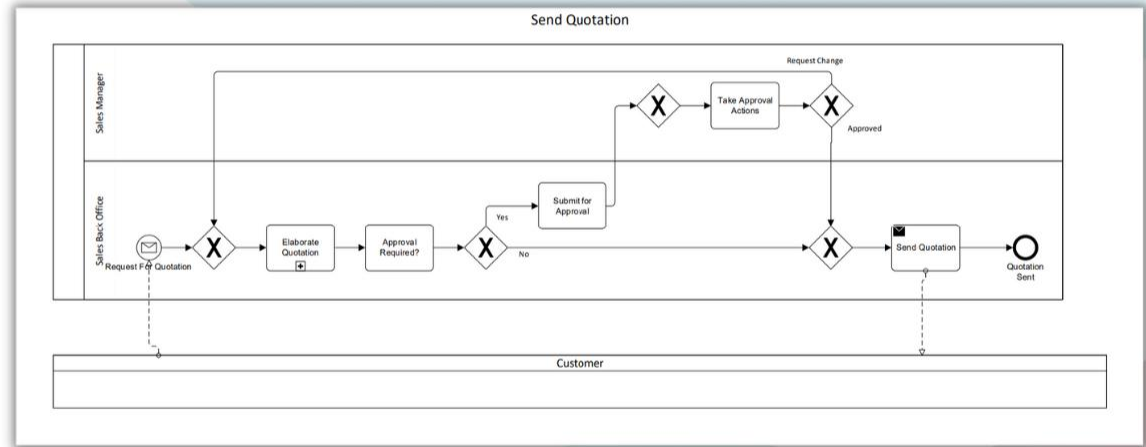 Send Quotation
Request Change
Sales Manager
X
Take Approval
Actions
X
Approved
Sales Back Office
Submit for
Approval
Yes
Request For Quotation
X
Elaborate
Quotation
Approval
Required?
X
No
X
Send Quotation
Quotation
Sent
Customer